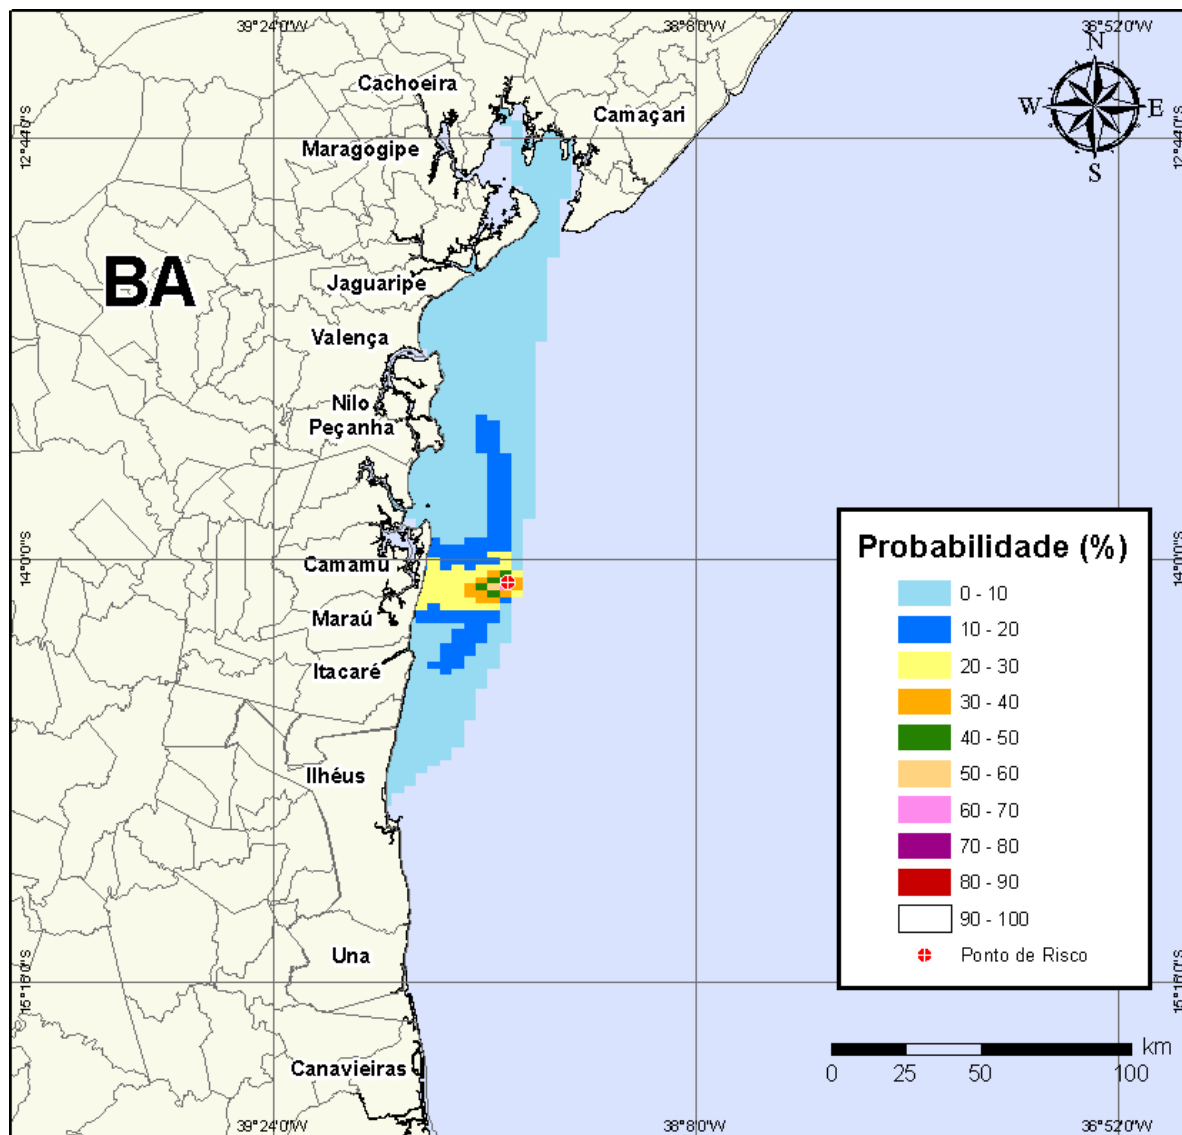 39°24'0"W
38°8'0"W
36°52'0"W
N
Cachoeira
Camaçari
W
E
12°44'0"S
12°44'0"S
Maragogipe
S
BA
Jaguaripe
Valença
Nilo
Peçanha
Probabilidade (%)
14°0'0"S
14°0'0"S
Camamú
0 - 10
Maraú
10 - 20
Itacaré
20 - 30
30 - 40
40 - 50
Ilhéus
50 - 60
60 - 70
70 - 80
80 - 90
90 - 100
Una
Ponto de Risco
15°16'0"S
15°16'0"S
Canavieiras
km
0 25 50 100
39°24'0"W
38°8'0"W
36°52'0"W